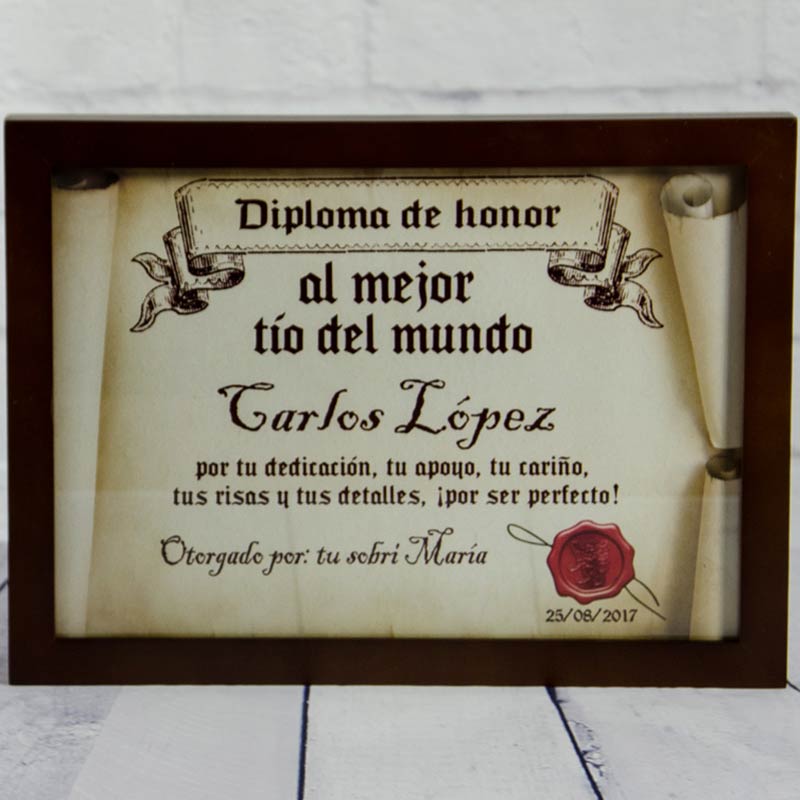 Diploma de honor
al mejor
tío del mundo
Carlos López
por tu dedicación, tu apoyo, tu cariño,
tus risas y tus detalles, ¡por ser perfecto!
Otorgado por: tu sobri María
25/08/2017